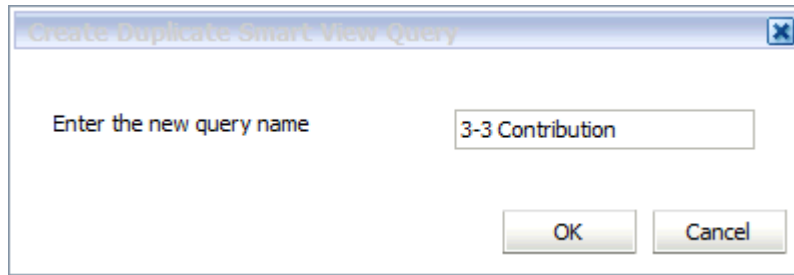 Create Duplicate Smart View Query
Enter the new query name
3-3 Contribution
OK
Cancel